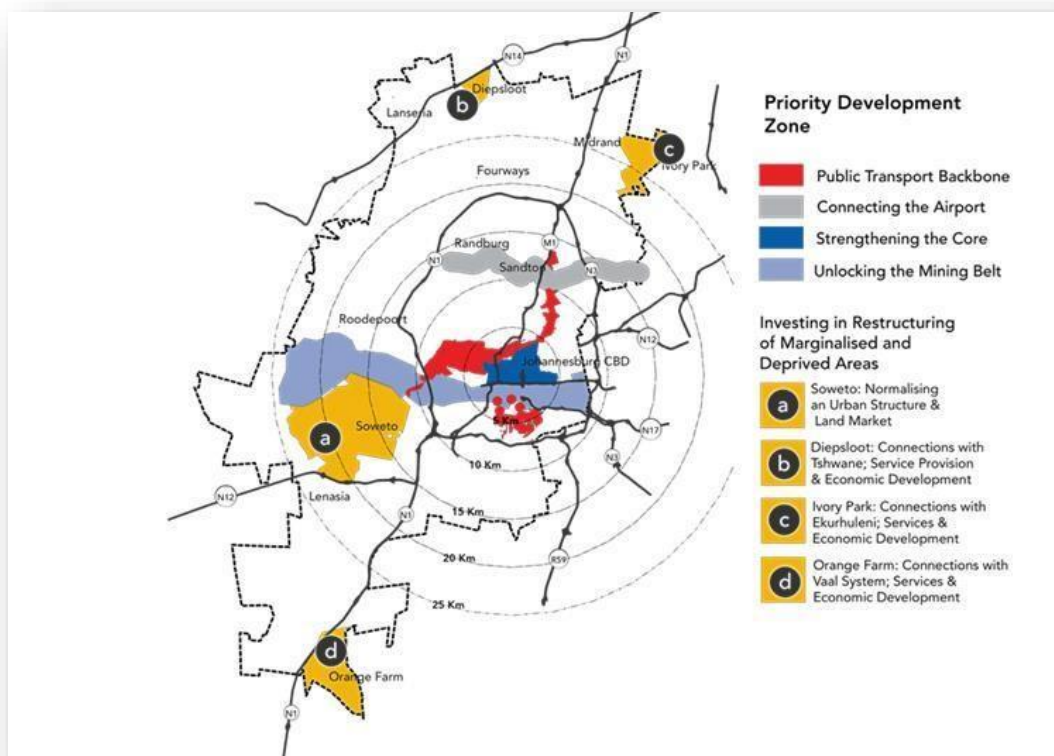 N14
N1
Diepsloot
b
Lanseria
Midrand
c
Ivory Park
Fourways
Randburg
M1
N1
Sandton
N3
Roodepoort
N12
Johannesburg CBD
Soweto
a
5 Km
N17
N3
10 Km
N12
Lenasia
N1
15 Km
20 Km
R59
25 Km
d
Orange Farm
N1
Priority Development
Zone
Public Transport Backbone
Connecting the Airport
Strengthening the Core
Unlocking the Mining Belt
Investing in Restructuring
of Marginalised and
Deprived Areas
a
Soweto: Normalising
an Urban Structure &
Land Market
b
Diepsloot: Connections with
Tshwane; Service Provision
& Economic Development
c
Ivory Park: Connections with
Ekurhuleni; Services &
Economic Development
d
Orange Farm: Connections with
Vaal System; Services &
Economic Development